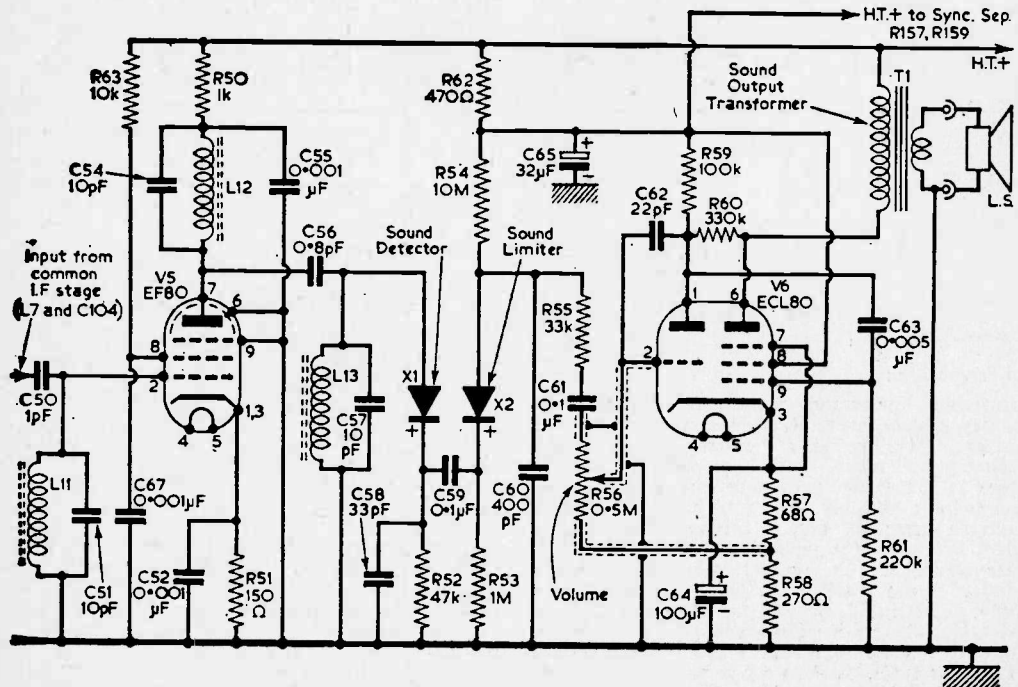 H.T.+ to Sync. Sep.
R157, R159
H.T.+
R63
10k
R50
1k
R62
470Ω
Sound
Output
Transformer
T1
L.S.
C54
10pF
L12
C55
0·001
μF
R54
10M
C65
32μF
+
-
R59
100k
C62
22pF
R60
330k
Input from
common
I.F stage
(L7 and C104)
V5
EF80
7
6
8
9
2
1,3
4
5
C56
0·8pF
Sound
Detector
Sound
Limiter
R55
33k
V6
ECL80
1
6
7
2
8
9
3
4
5
C63
0·005
μF
C50
1pF
L13
C57
10
pF
X1
+
X2
+
C61
0·1
μF
L11
C67
0·001μF
C58
33pF
C59
0·1μF
C60
400
pF
R56
0·5M
R57
68Ω
C51
10pF
C52
0·001
μF
R51
150
Ω
R52
47k
R53
1M
Volume
C64
100μF
+
-
R58
270Ω
R61
220k